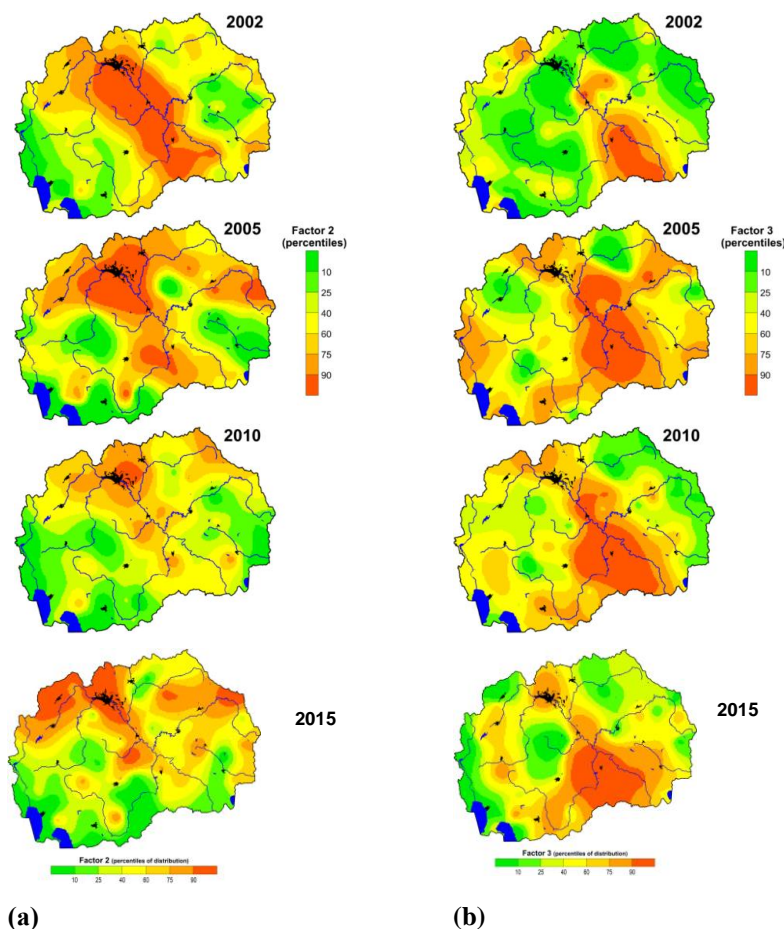 2002
2002
2005
Factor 2
(percentiles)
10
25
40
60
75
90
2005
Factor 3
(percentiles)
10
25
40
60
75
90
2010
2010
2015
2015
Factor 2 (percentiles of distribution)
10 25 40 60 75 90
Factor 3 (percentiles of distribution)
10 25 40 60 75 90
(a) (b)